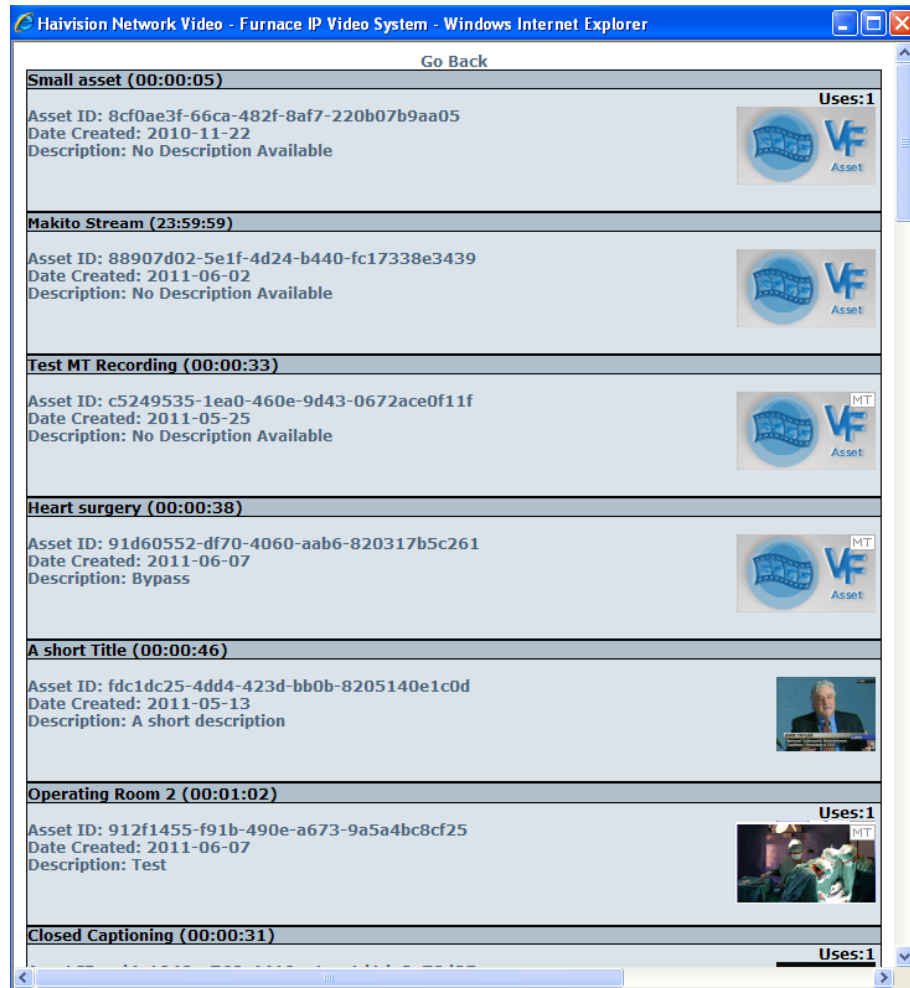 Haivision Network Video - Furnace IP Video System - Windows Internet Explorer
Go Back
Small asset (00:00:05)
Uses:1
Asset ID: 8cf0ae3f-66ca-482f-8af7-220b07b9aa05
Date Created: 2010-11-22
Description: No Description Available
VF
Asset
Makito Stream (23:59:59)
Asset ID: 88907d02-5e1f-4d24-b440-fc17338e3439
Date Created: 2011-06-02
Description: No Description Available
VF
Asset
Test MT Recording (00:00:33)
Asset ID: c5249535-1ea0-460e-9d43-0672ace0f11f
Date Created: 2011-05-25
Description: No Description Available
MT
VF
Asset
Heart surgery (00:00:38)
Asset ID: 91d60552-df70-4060-aab6-820317b5c261
Date Created: 2011-06-07
Description: Bypass
MT
VF
Asset
A short Title (00:00:46)
Asset ID: fdc1dc25-4dd4-423d-bb0b-8205140e1c0d
Date Created: 2011-05-13
Description: A short description
Operating Room 2 (00:01:02)
Uses:1
Asset ID: 912f1455-f91b-490e-a673-9a5a4bc8cf25
Date Created: 2011-06-07
Description: Test
MT
Closed Captioning (00:00:31)
Uses:1